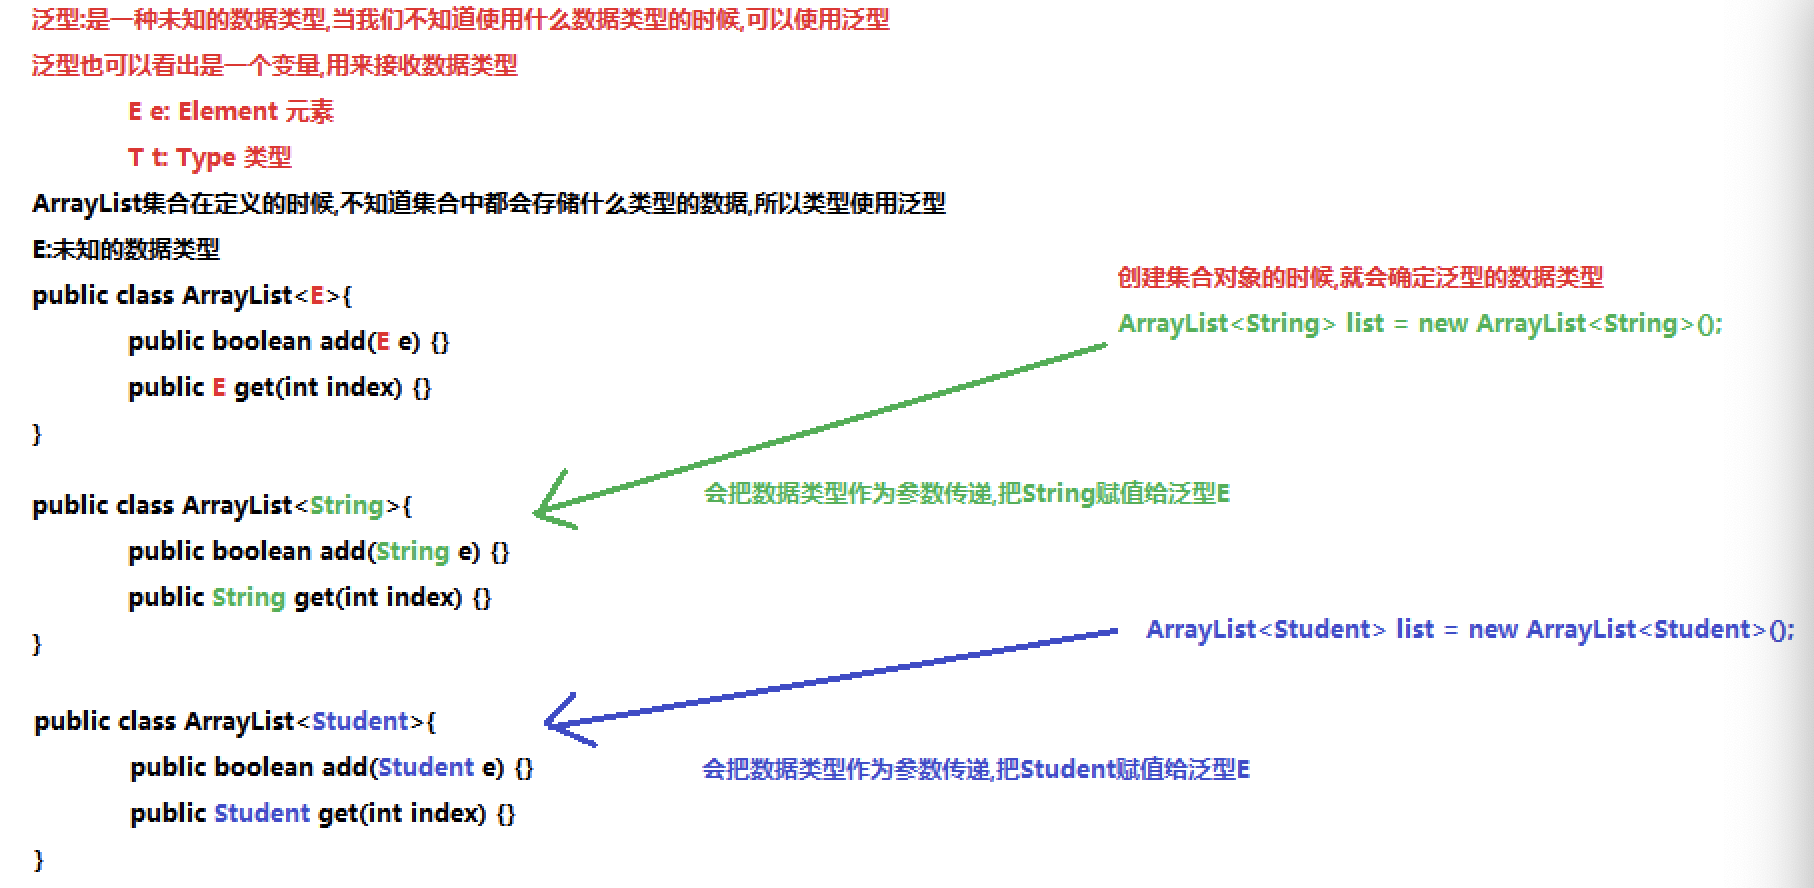 泛型:是一种未知的数据类型,当我们不知道使用什么数据类型的时候,可以使用泛型
泛型也可以看出是一个变量,用来接收数据类型
E e: Element 元素
T t: Type 类型
ArrayList集合在定义的时候,不知道集合中都会存储什么类型的数据,所以类型使用泛型
E:未知的数据类型
public class ArrayList<E>{
public boolean add(E e) {}
public E get(int index) {}
}
创建集合对象的时候,就会确定泛型的数据类型
ArrayList<String> list = new ArrayList<String>();
会把数据类型作为参数传递,把String赋值给泛型E
public class ArrayList<String>{
public boolean add(String e) {}
public String get(int index) {}
}
ArrayList<Student> list = new ArrayList<Student>();
public class ArrayList<Student>{
public boolean add(Student e) {}
public Student get(int index) {}
}
会把数据类型作为参数传递,把Student赋值给泛型E